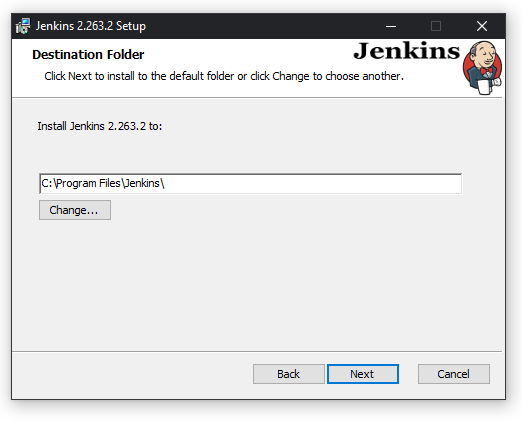 Jenkins 2.263.2 Setup
Destination Folder
Jenkins
Click Next to install to the default folder or click Change to choose another.
Install Jenkins 2.263.2 to:
C:\Program Files\Jenkins\
Change...
Back
Next
Cancel